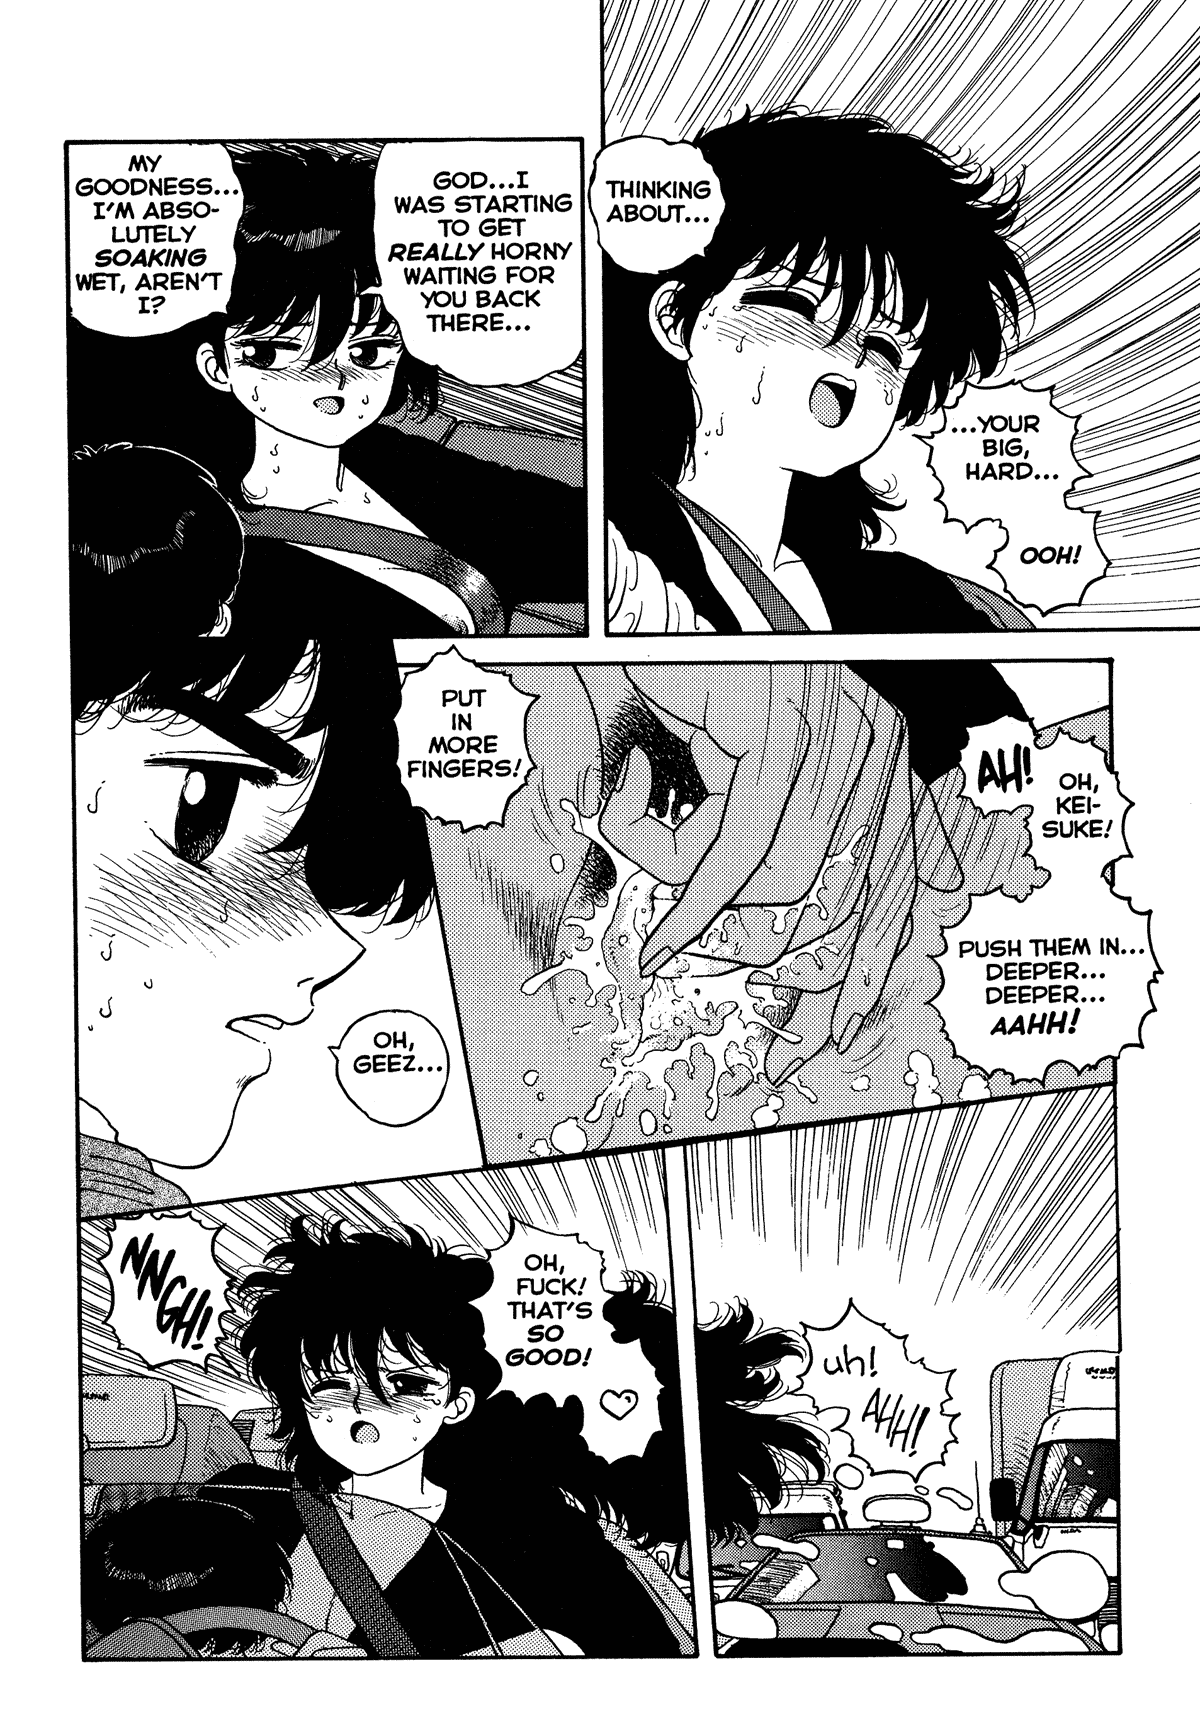 MY
GOODNESS...
I'M ABSO-
LUTELY
SOAKING
WET, AREN'T
I?
GOD...I
WAS STARTING
TO GET
REALLY HORNY
WAITING FOR
YOU BACK
THERE...
THINKING
ABOUT...
...YOUR
BIG,
HARD...
OOH!
OH,
GEEZ...
PUT
IN
MORE
FINGERS!
AH!
OH,
KEI-
SUKE!
PUSH THEM IN...
DEEPER...
DEEPER...
AAHH!
NNGH!
OH,
FUCK!
THAT'S
SO
GOOD!
uh!
AHH!